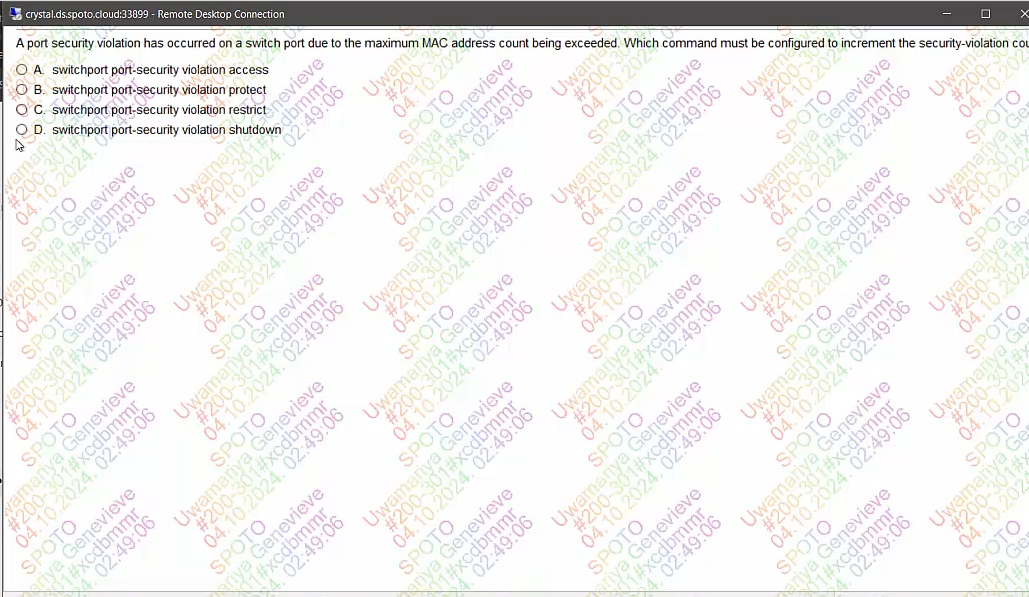 crystal.ds.spoto.cloud:33899 - Remote Desktop Connection
A port security violation has occurred on a switch port due to the maximum MAC address count being exceeded. Which command must be configured to increment the security-violation cou
A. switchport port-security violation access
B. switchport port-security violation protect
C. switchport port-security violation restrict
D. switchport port-security violation shutdown
SPOTO
Uwamanya Genevieve
#200-301#xcdbmmr
04.10.2024. 02:49:06